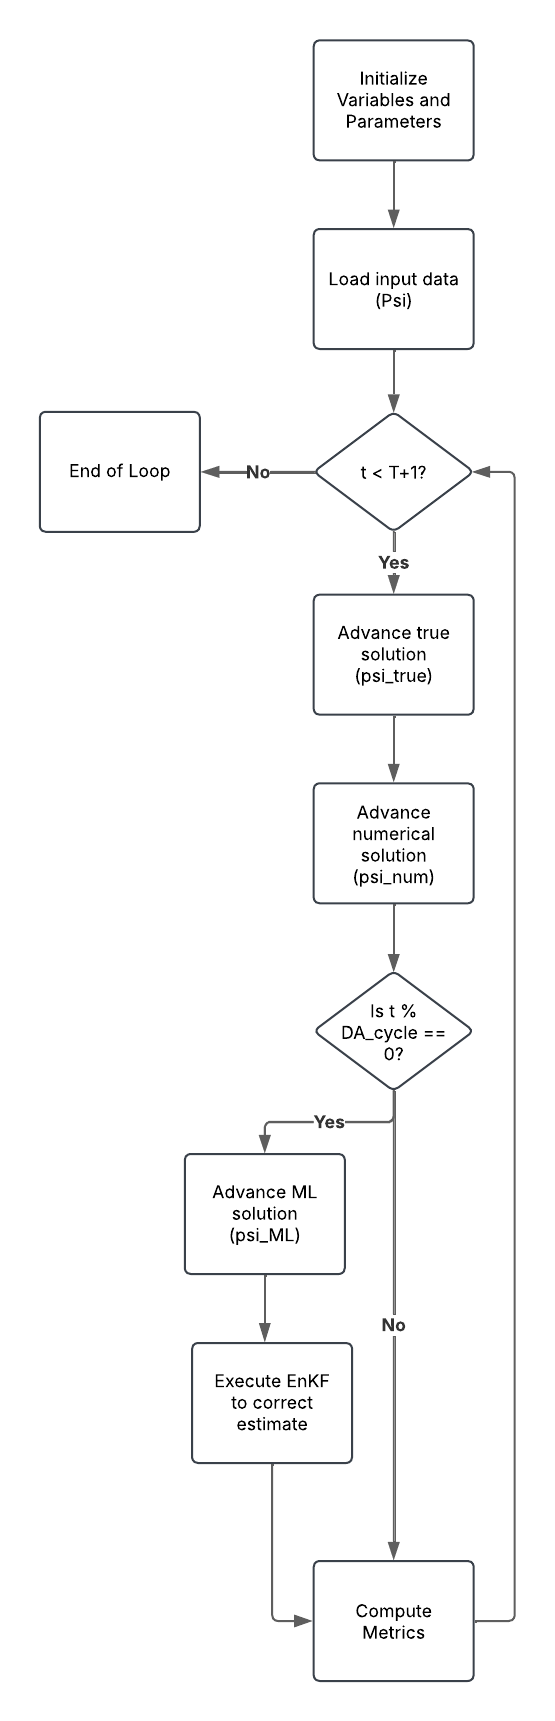 Initialize
Variables and
Parameters
Load input data
(Psi)
End of Loop
No
t < T+1?
Yes
Advance true
solution
(psi_true)
Advance
numerical
solution
(psi_num)
Is t %
DA_cycle ==
0?
Yes
Advance ML
solution
(psi_ML)
No
Execute EnKF
to correct
estimate
Compute
Metrics